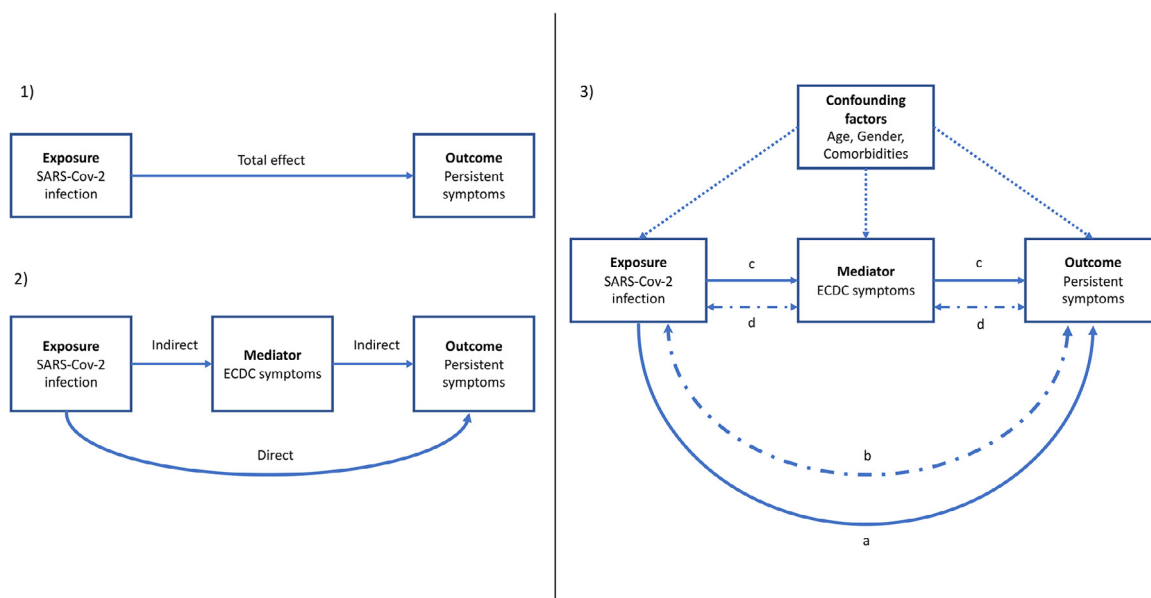 1)
Exposure
SARS-Cov-2
infection
Total effect
Outcome
Persistent
symptoms
2)
Exposure
SARS-Cov-2
infection
Indirect
Mediator
ECDC symptoms
Indirect
Outcome
Persistent
symptoms
Direct
3)
Confounding
factors
Age, Gender,
Comorbidities
Exposure
SARS-Cov-2
infection
c
d
Mediator
ECDC symptoms
c
d
Outcome
Persistent
symptoms
b
a